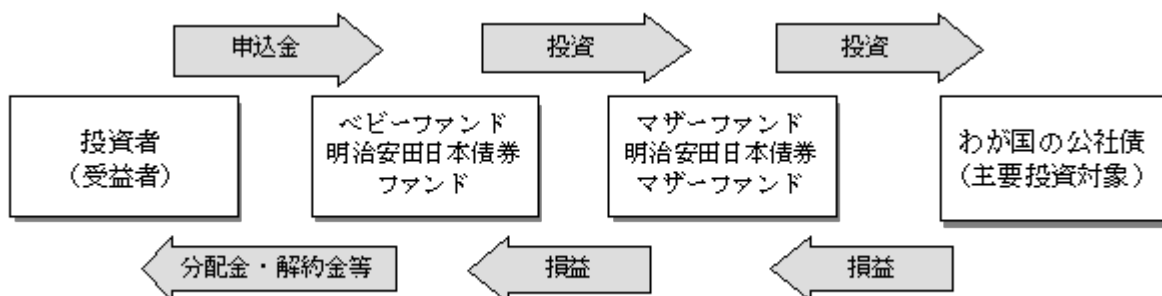 申込金
投資
投資
投資者
（受益者）
ベビーファンド
明治安田日本債券
ファンド
マザーファンド
明治安田日本債券
マザーファンド
わが国の公社債
（主要投資対象）
分配金・解約金等
損益
損益